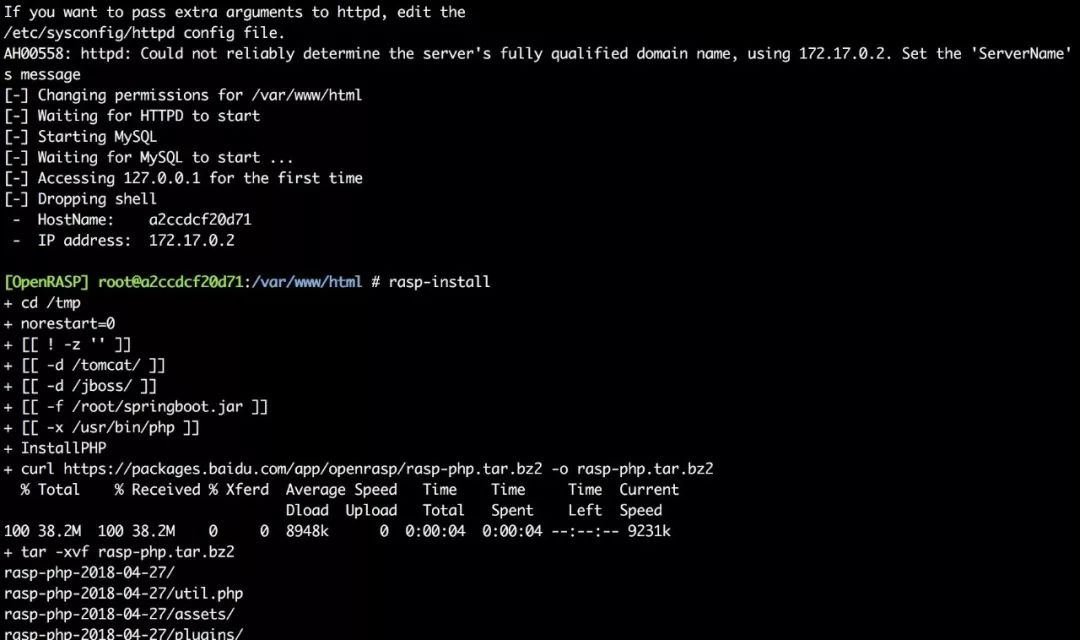 If you want to pass extra arguments to httpd, edit the
/etc/sysconfig/httpd config file.
AH00558: httpd: Could not reliably determine the server's fully qualified domain name, using 172.17.0.2. Set the 'ServerName'
s message
[-] Changing permissions for /var/www/html
[-] Waiting for HTTPD to start
[-] Starting MySQL
[-] Waiting for MySQL to start ...
[-] Accessing 127.0.0.1 for the first time
[-] Dropping shell
 -  HostName:    a2ccdcf20d71
 -  IP address:  172.17.0.2
[OpenRASP] root@a2ccdcf20d71:/var/www/html # rasp-install
+ cd /tmp
+ norestart=0
+ [[ ! -z '' ]]
+ [[ -d /tomcat/ ]]
+ [[ -d /jboss/ ]]
+ [[ -f /root/springboot.jar ]]
+ [[ -x /usr/bin/php ]]
+ InstallPHP
+ curl https://packages.baidu.com/app/openrasp/rasp-php.tar.bz2 -o rasp-php.tar.bz2
  % Total    % Received % Xferd  Average Speed   Time    Time     Time  Current
                                 Dload  Upload   Total   Spent    Left  Speed
100 38.2M  100 38.2M    0     0  8948k      0  0:00:04  0:00:04 --:--:-- 9231k
+ tar -xvf rasp-php.tar.bz2
rasp-php-2018-04-27/
rasp-php-2018-04-27/util.php
rasp-php-2018-04-27/assets/
rasp-php-2018-04-27/plugins/